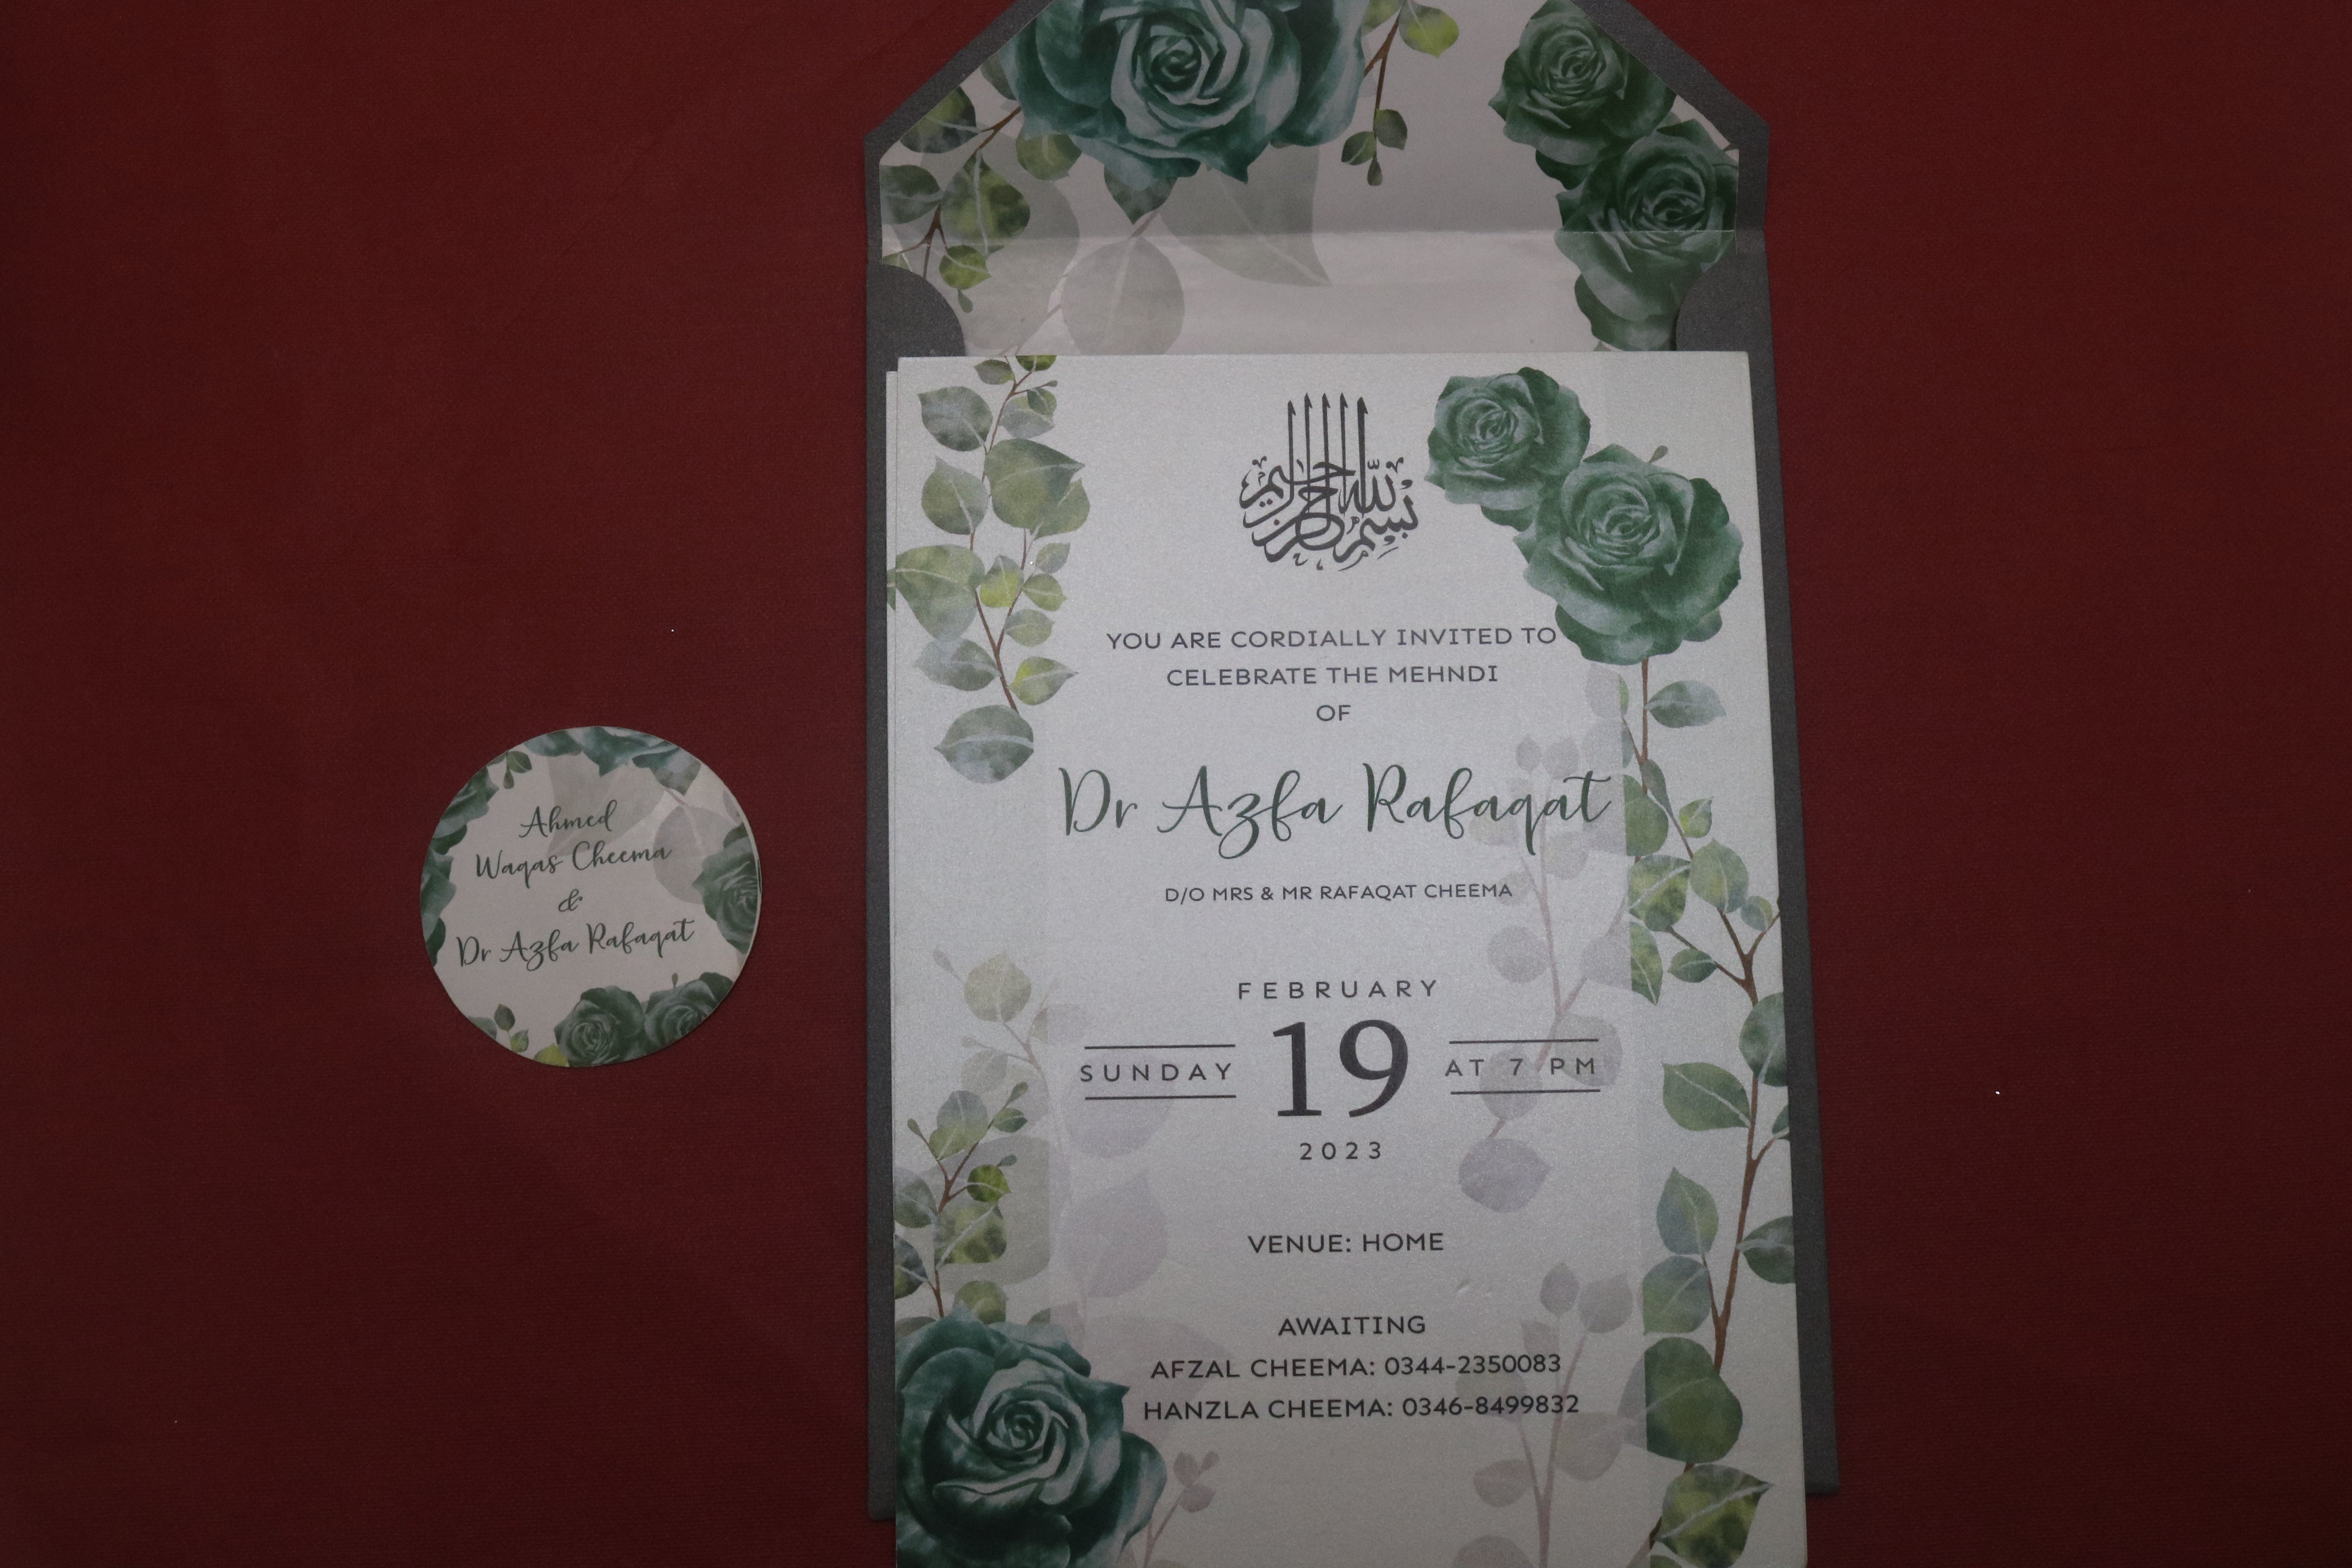 Ahmed
Waqas Cheema
&
Dr Azfa Rafaqat
بسم الله الرحمن الرحيم
YOU ARE CORDIALLY INVITED TO
CELEBRATE THE MEHNDI
OF
Dr Azfa Rafaqat
D/O MRS & MR RAFAQAT CHEEMA
FEBRUARY
SUNDAY 19 AT 7 PM
2023
VENUE: HOME
AWAITING
AFZAL CHEEMA: 0344-2350083
HANZLA CHEEMA: 0346-8499832